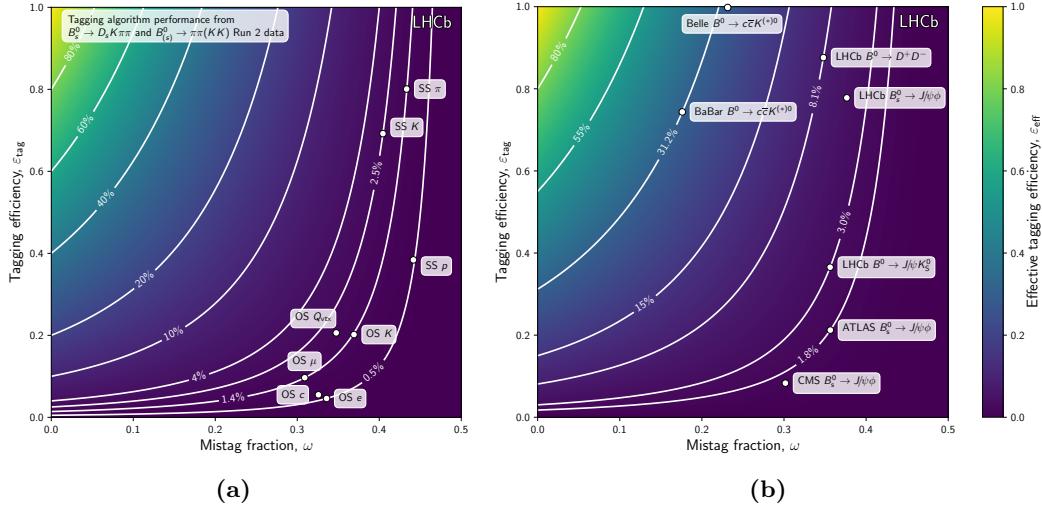 Tagging algorithm performance from
B⁰ₛ → DₛKππ and B⁰₍ₛ₎ → ππ(KK) Run 2 data
LHCb
80%
60%
40%
20%
10%
4%
2.5%
1.4%
0.5%
SS π
SS K
SS p
OS Qvtx
OS K
OS μ
OS c
OS e
1.0
0.8
0.6
0.4
0.2
0.0
Tagging efficiency, εtag
0.0 0.1 0.2 0.3 0.4 0.5
Mistag fraction, ω
(a)
LHCb
80%
55%
31.2%
15%
8.1%
3.0%
1.8%
Belle B⁰ → cc̅K⁽*⁾⁰
LHCb B⁰ → D⁺D⁻
LHCb B⁰ₛ → J/ψϕ
BaBar B⁰ → cc̅K⁽*⁾⁰
LHCb B⁰ → J/ψK⁰S
ATLAS B⁰ₛ → J/ψϕ
CMS B⁰ₛ → J/ψϕ
1.0
0.8
0.6
0.4
0.2
0.0
Tagging efficiency, εtag
0.0 0.1 0.2 0.3 0.4 0.5
Mistag fraction, ω
(b)
1.0
0.8
0.6
0.4
0.2
0.0
Effective tagging efficiency, εeff